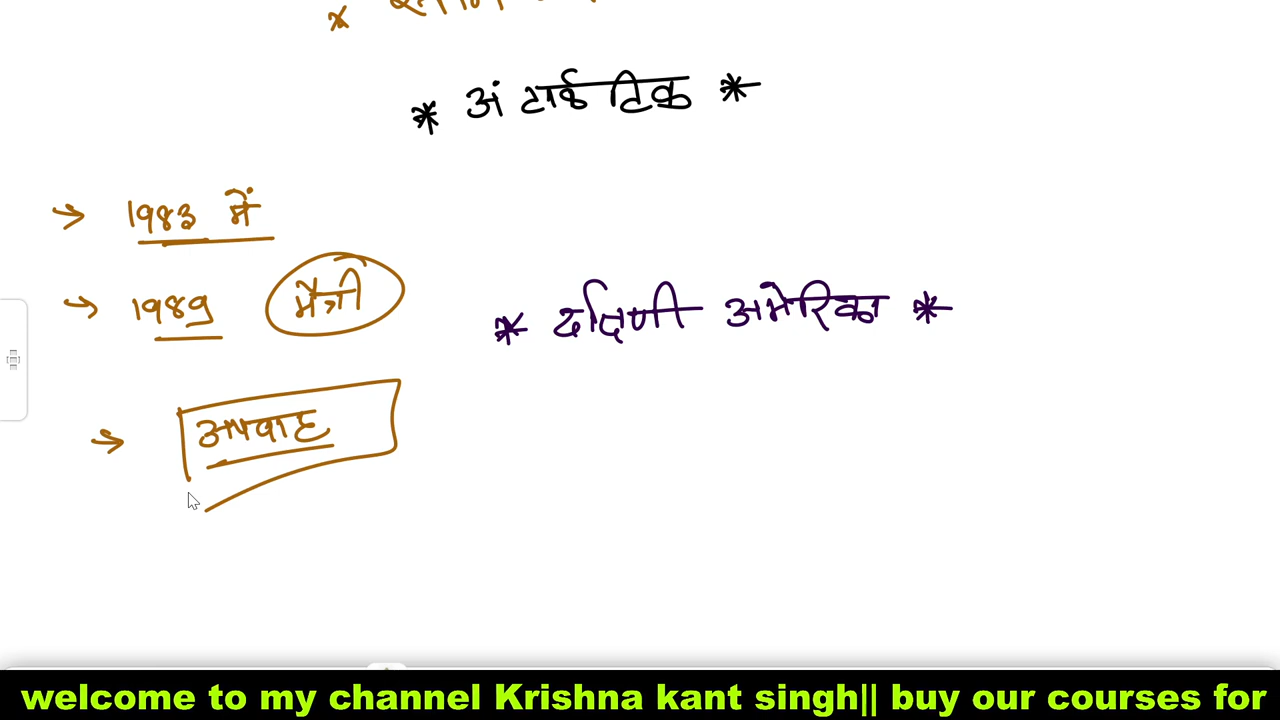 * अंटार्कटिक *
→ 1983 में
→ 1989 मैत्री
* दक्षिणी अमेरिका *
→ अपवाह
welcome to my channel Krishna kant singh|| buy our courses for